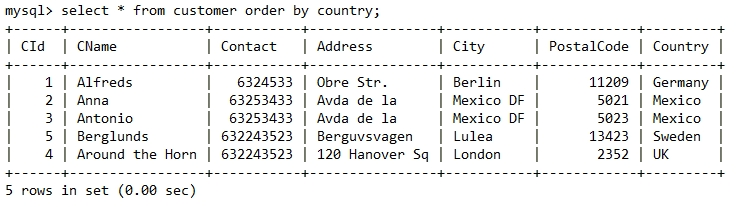 mysql> select * from customer order by country;
+------+-----------------+-----------+----------------+-----------+------------+---------+
| CId  | CName           | Contact   | Address        | City      | PostalCode | Country |
+------+-----------------+-----------+----------------+-----------+------------+---------+
|    1 | Alfreds         |   6324533 | Obre Str.      | Berlin    |      11209 | Germany |
|    2 | Anna            |  63253433 | Avda de la     | Mexico DF |       5021 | Mexico  |
|    3 | Antonio         |  63253433 | Avda de la     | Mexico DF |       5023 | Mexico  |
|    5 | Berglunds       | 632243523 | Berguvsvagen   | Lulea     |      13423 | Sweden  |
|    4 | Around the Horn | 632243523 | 120 Hanover Sq | London    |       2352 | UK      |
+------+-----------------+-----------+----------------+-----------+------------+---------+
5 rows in set (0.00 sec)